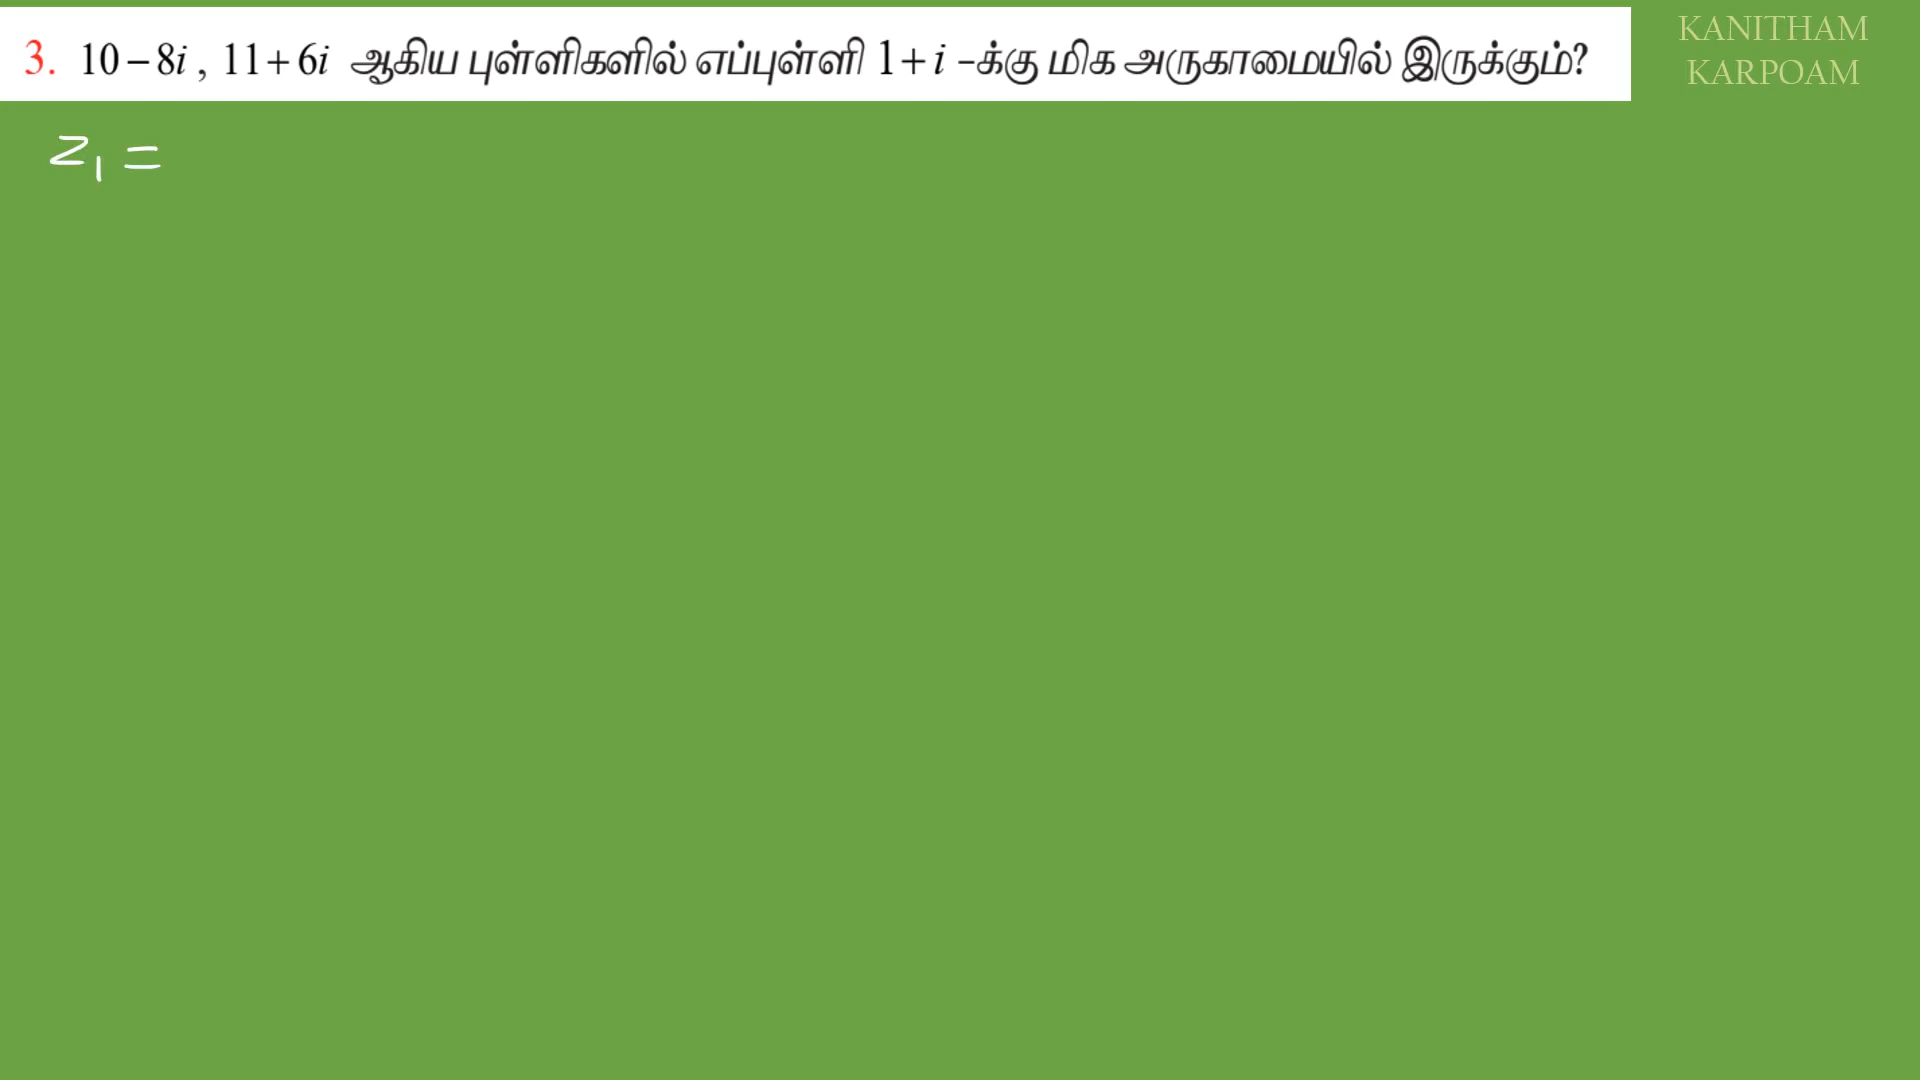 3. 10 – 8i , 11+ 6i ஆகிய புள்ளிகளில் எப்புள்ளி 1+ i -க்கு மிக அருகாமையில் இருக்கும்?
KANITHAM
KARPOAM
z₁ =